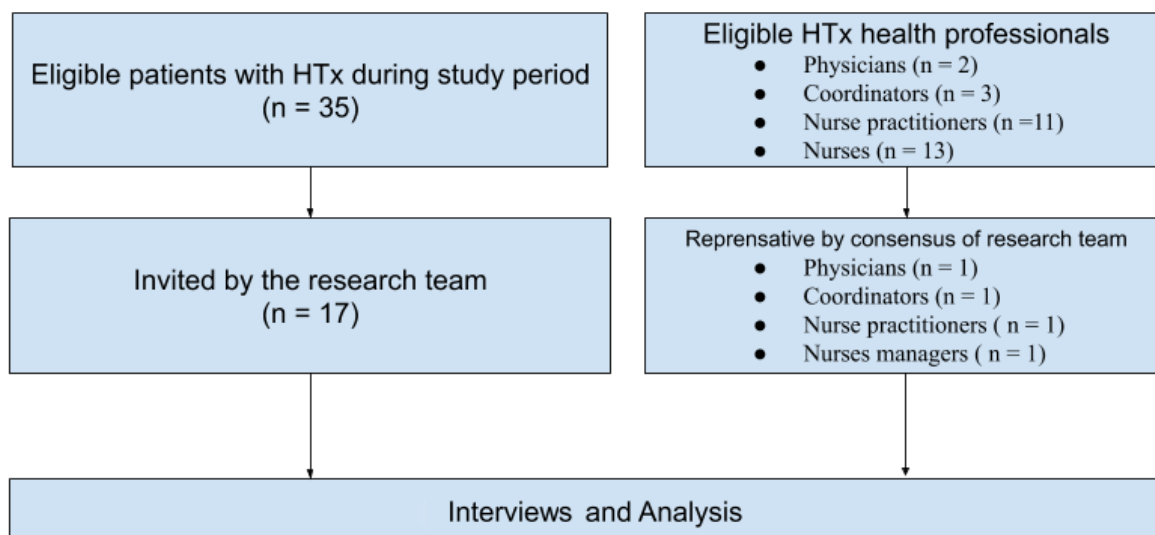 Eligible patients with HTx during study period
(n = 35)
Eligible HTx health professionals
● Physicians (n = 2)
● Coordinators (n = 3)
● Nurse practitioners (n =11)
● Nurses (n = 13)
Invited by the research team
(n = 17)
Reprensative by consensus of research team
● Physicians (n = 1)
● Coordinators (n = 1)
● Nurse practitioners ( n = 1)
● Nurses managers ( n = 1)
Interviews and Analysis